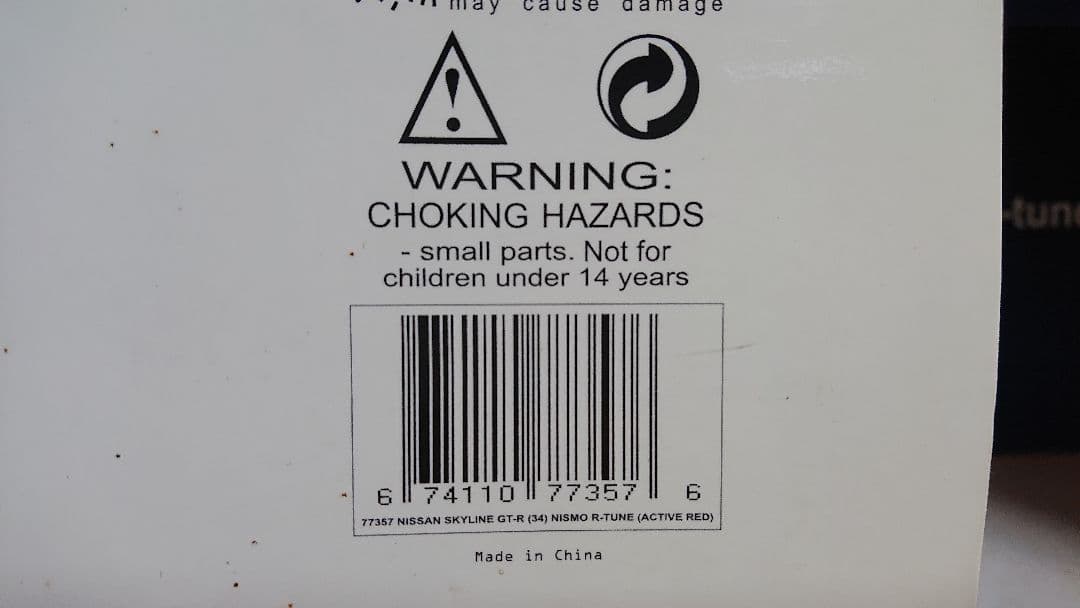 may cause damage
WARNING:
CHOKING HAZARDS
- small parts. Not for
children under 14 years
6 74110 77357 6
77357 NISSAN SKYLINE GT-R (34) NISMO R-TUNE (ACTIVE RED)
Made in China
-tun